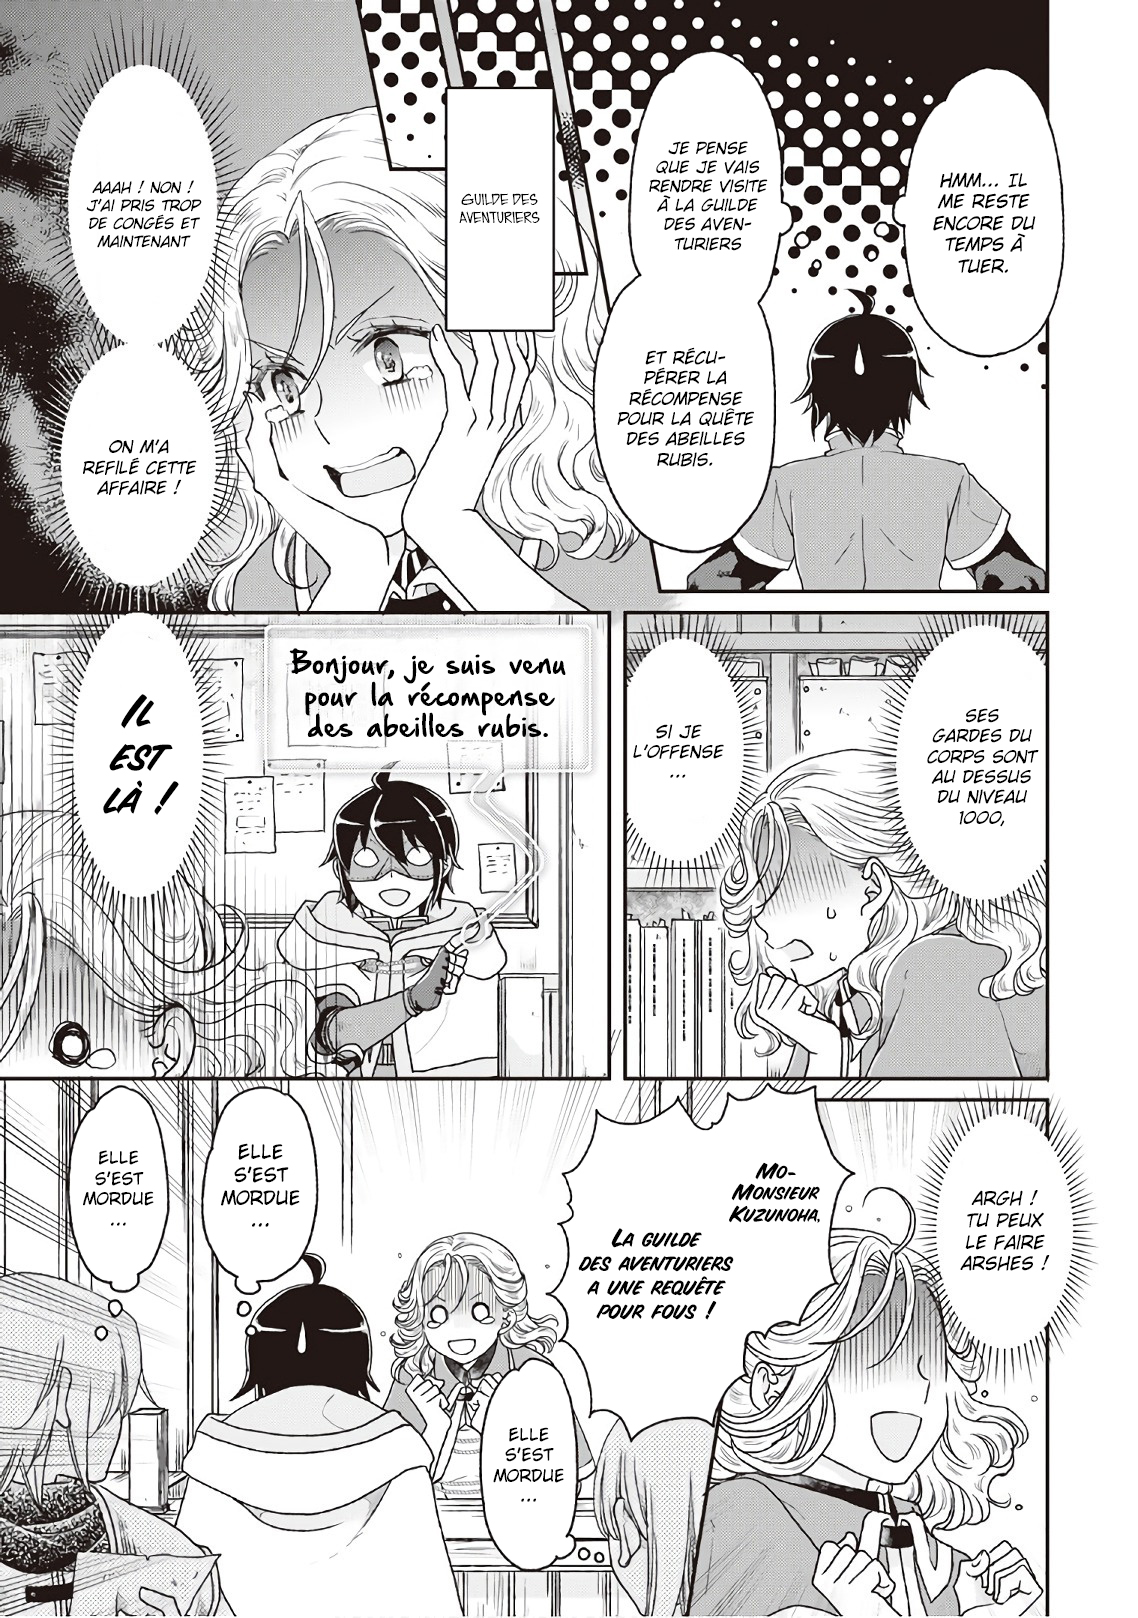 HMM... IL
ME RESTE
ENCORE DU
TEMPS À
TUER.
JE PENSE
QUE JE VAIS
RENDRE VISITE
À LA GUILDE
DES AVEN-
TURIERS
ET RÉCU-
PÉRER LA
RÉCOMPENSE
POUR LA QUÊTE
DES ABEILLES
RUBIS.
GUILDE DES
AVENTURIERS
AAAH ! NON !
J'AI PRIS TROP
DE CONGÉS ET
MAINTENANT
ON M'A
REFILÉ CETTE
AFFAIRE !
SES
GARDES DU
CORPS SONT
AU DESSUS
DU NIVEAU
1000,
SI JE
L'OFFENSE
...
Bonjour, je suis venu
pour la récompense
des abeilles rubis.
IL
EST
LÀ !
ARGH !
TU PEUX
LE FAIRE
ARSHES !
MO-
MONSIEUR
KUZUNOHA,
LA GUILDE
DES AVENTURIERS
A UNE REQUÊTE
POUR FOUS !
ELLE
S'EST
MORDUE
...
ELLE
S'EST
MORDUE
...
ELLE
S'EST
MORDUE
...